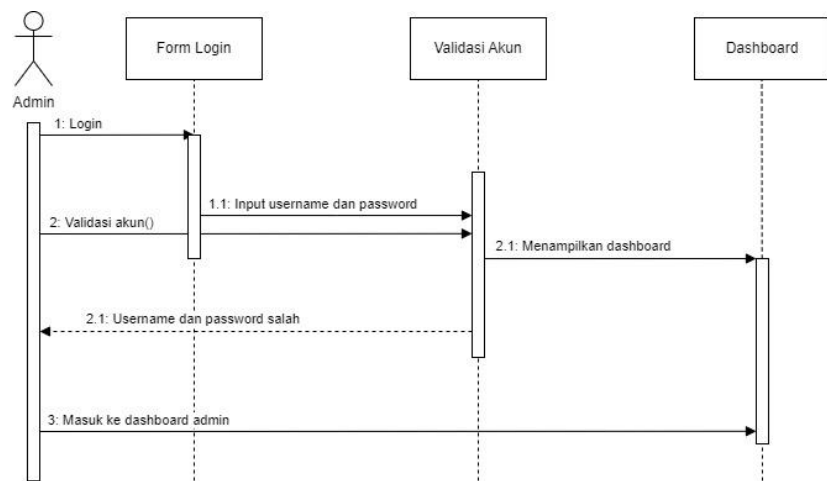 Form Login
Validasi Akun
Dashboard
Admin
1: Login
1.1: Input username dan password
2: Validasi akun()
2.1: Menampilkan dashboard
2.1: Username dan password salah
3: Masuk ke dashboard admin